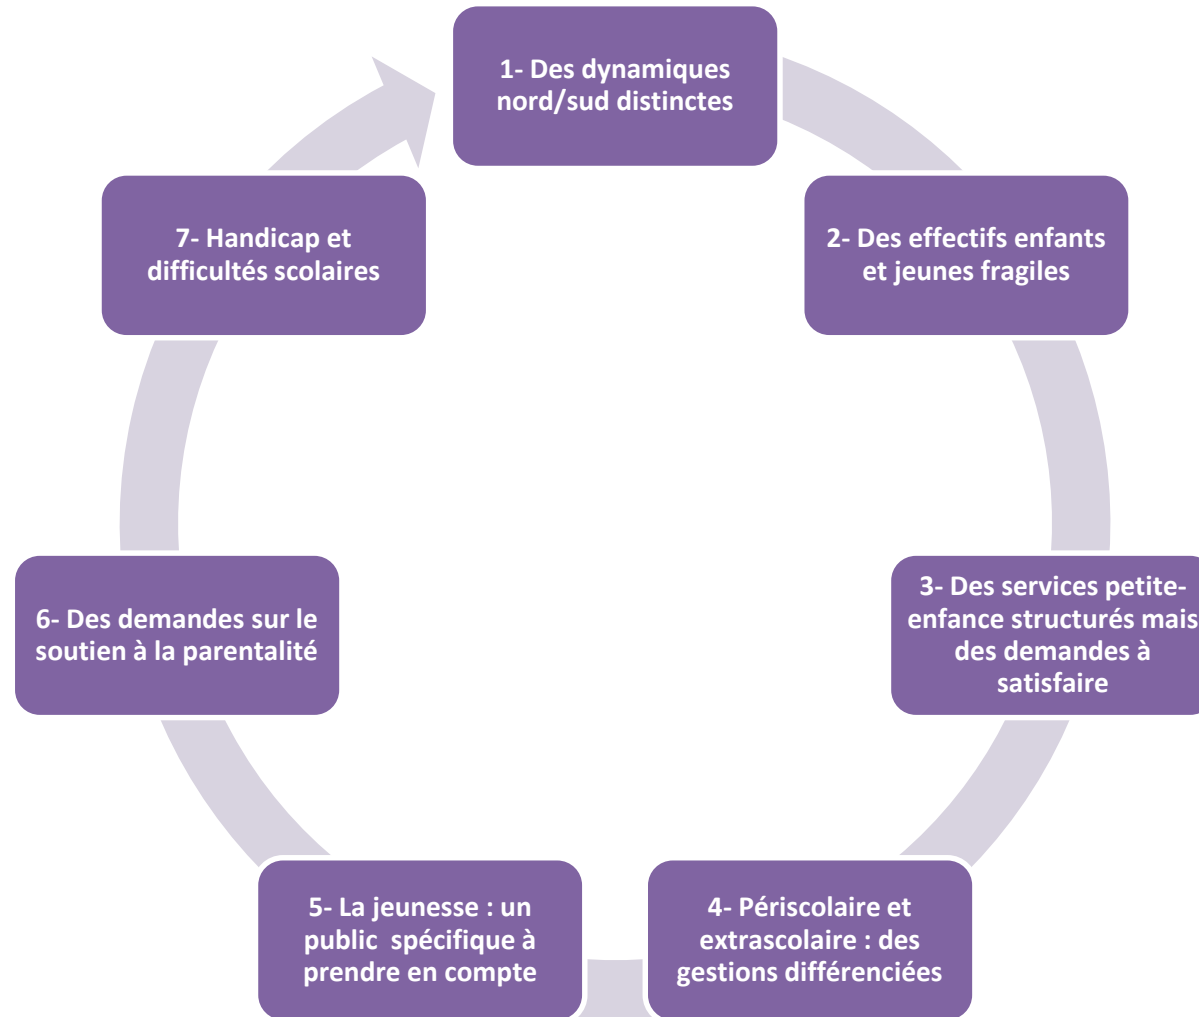 1- Des dynamiques
nord/sud distinctes
2- Des effectifs enfants
et jeunes fragiles
3- Des services petite-
enfance structurés mais
des demandes à
satisfaire
4- Périscolaire et
extrascolaire : des
gestions différenciées
5- La jeunesse : un
public  spécifique à
prendre en compte
6- Des demandes sur le
soutien à la parentalité
7- Handicap et
difficultés scolaires